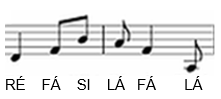 RÉ FÁ SI LÁ FÁ LÁ